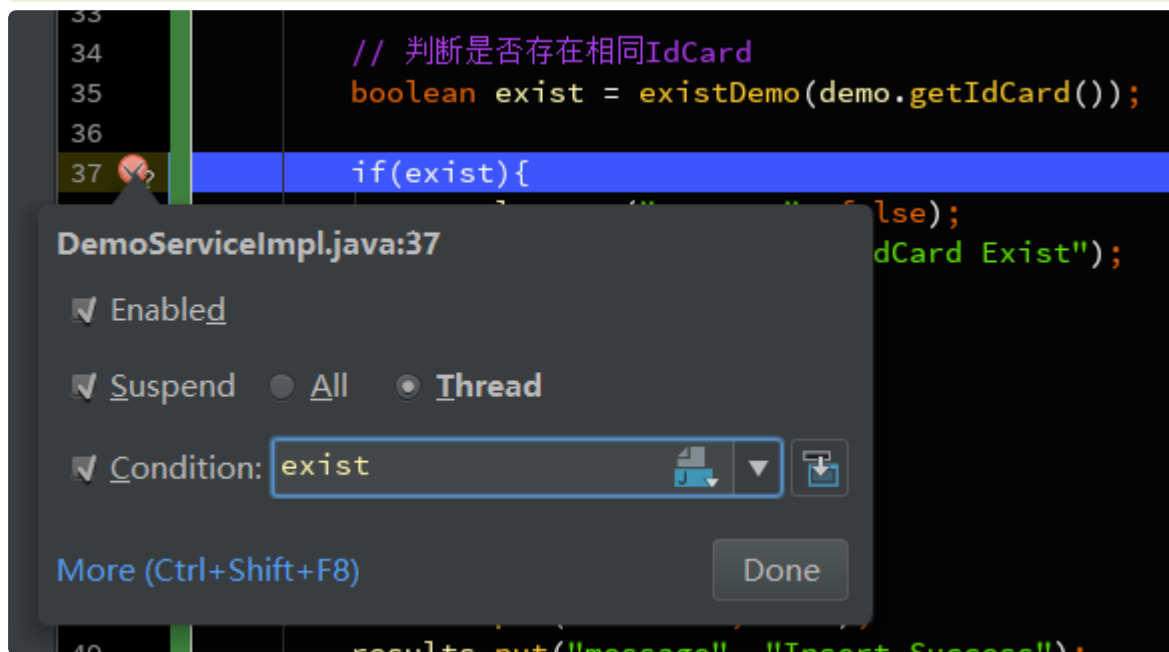 33
34 // 判断是否存在相同IdCard
35 boolean exist = existDemo(demo.getIdCard());
36
37 if(exist){
lse);
DemoServiceImpl.java:37
dCard Exist");
Enabled
Suspend All Thread
Condition: exist
More (Ctrl+Shift+F8) Done
results.put("message", "Insert Success");